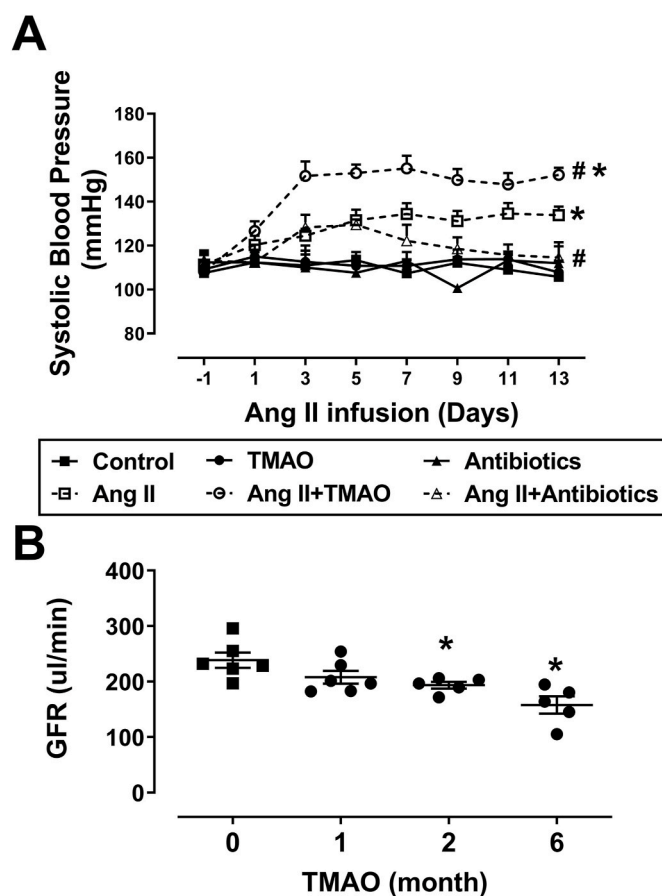 A
Systolic Blood Pressure
(mmHg)
180
160
140
120
100
80
# *
*
#
-1 1 3 5 7 9 11 13
Ang II infusion (Days)
Control TMAO Antibiotics
Ang II Ang II+TMAO Ang II+Antibiotics
B
GFR (ul/min)
400
300
200
100
0
* *
0 1 2 6
TMAO (month)